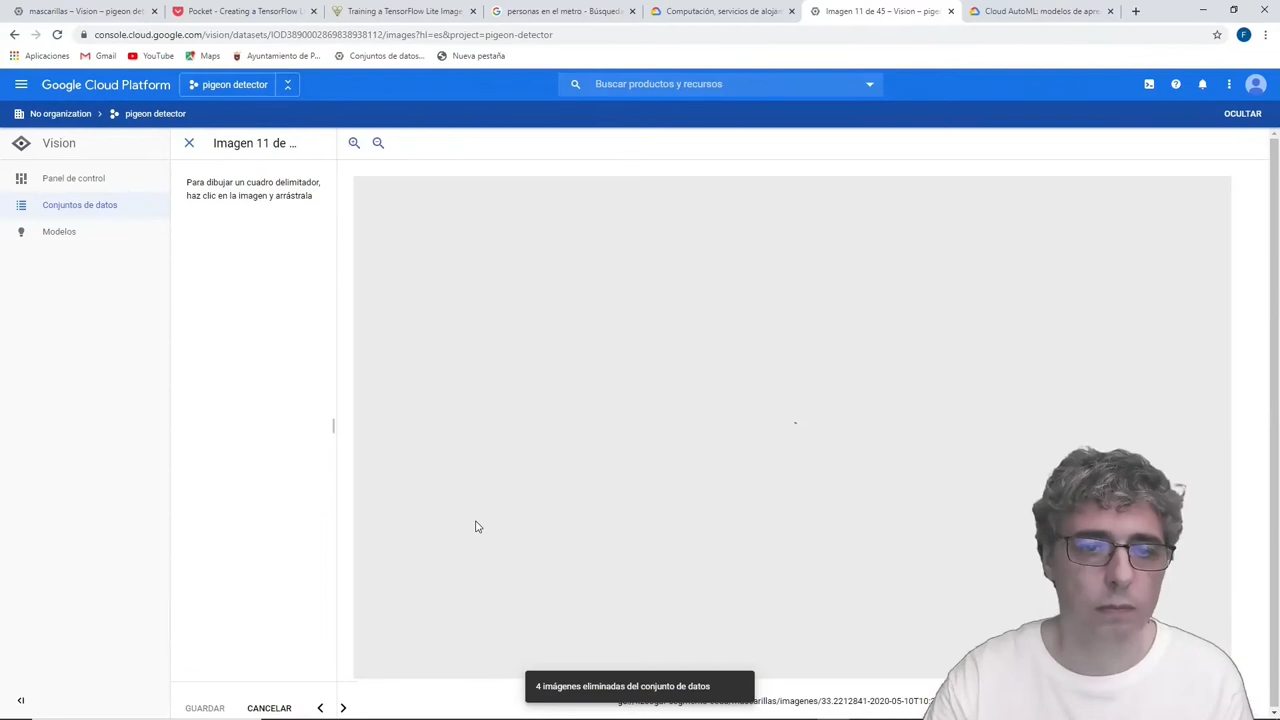 mascarillas – Vision – pigeon de
Pocket - Creating a TensorFlow L
Training a TensorFlow Lite Image
personas en el metro - Búsqueda
Computación, servicios de alojam
Imagen 11 de 45 – Vision – pige
Cloud AutoML: modelos de apre
console.cloud.google.com/vision/datasets/IOD3890002869838938112/images?hl=es&project=pigeon-detector
F
Aplicaciones
Gmail
YouTube
Maps
Ayuntamiento de P...
Conjuntos de datos...
Nueva pestaña
Google Cloud Platform
pigeon detector
Buscar productos y recursos
No organization
pigeon detector
OCULTAR
Vision
Imagen 11 de ...
Panel de control
Conjuntos de datos
Modelos
Para dibujar un cuadro delimitador,
haz clic en la imagen y arrástrala
4 imágenes eliminadas del conjunto de datos
GUARDAR
CANCELAR